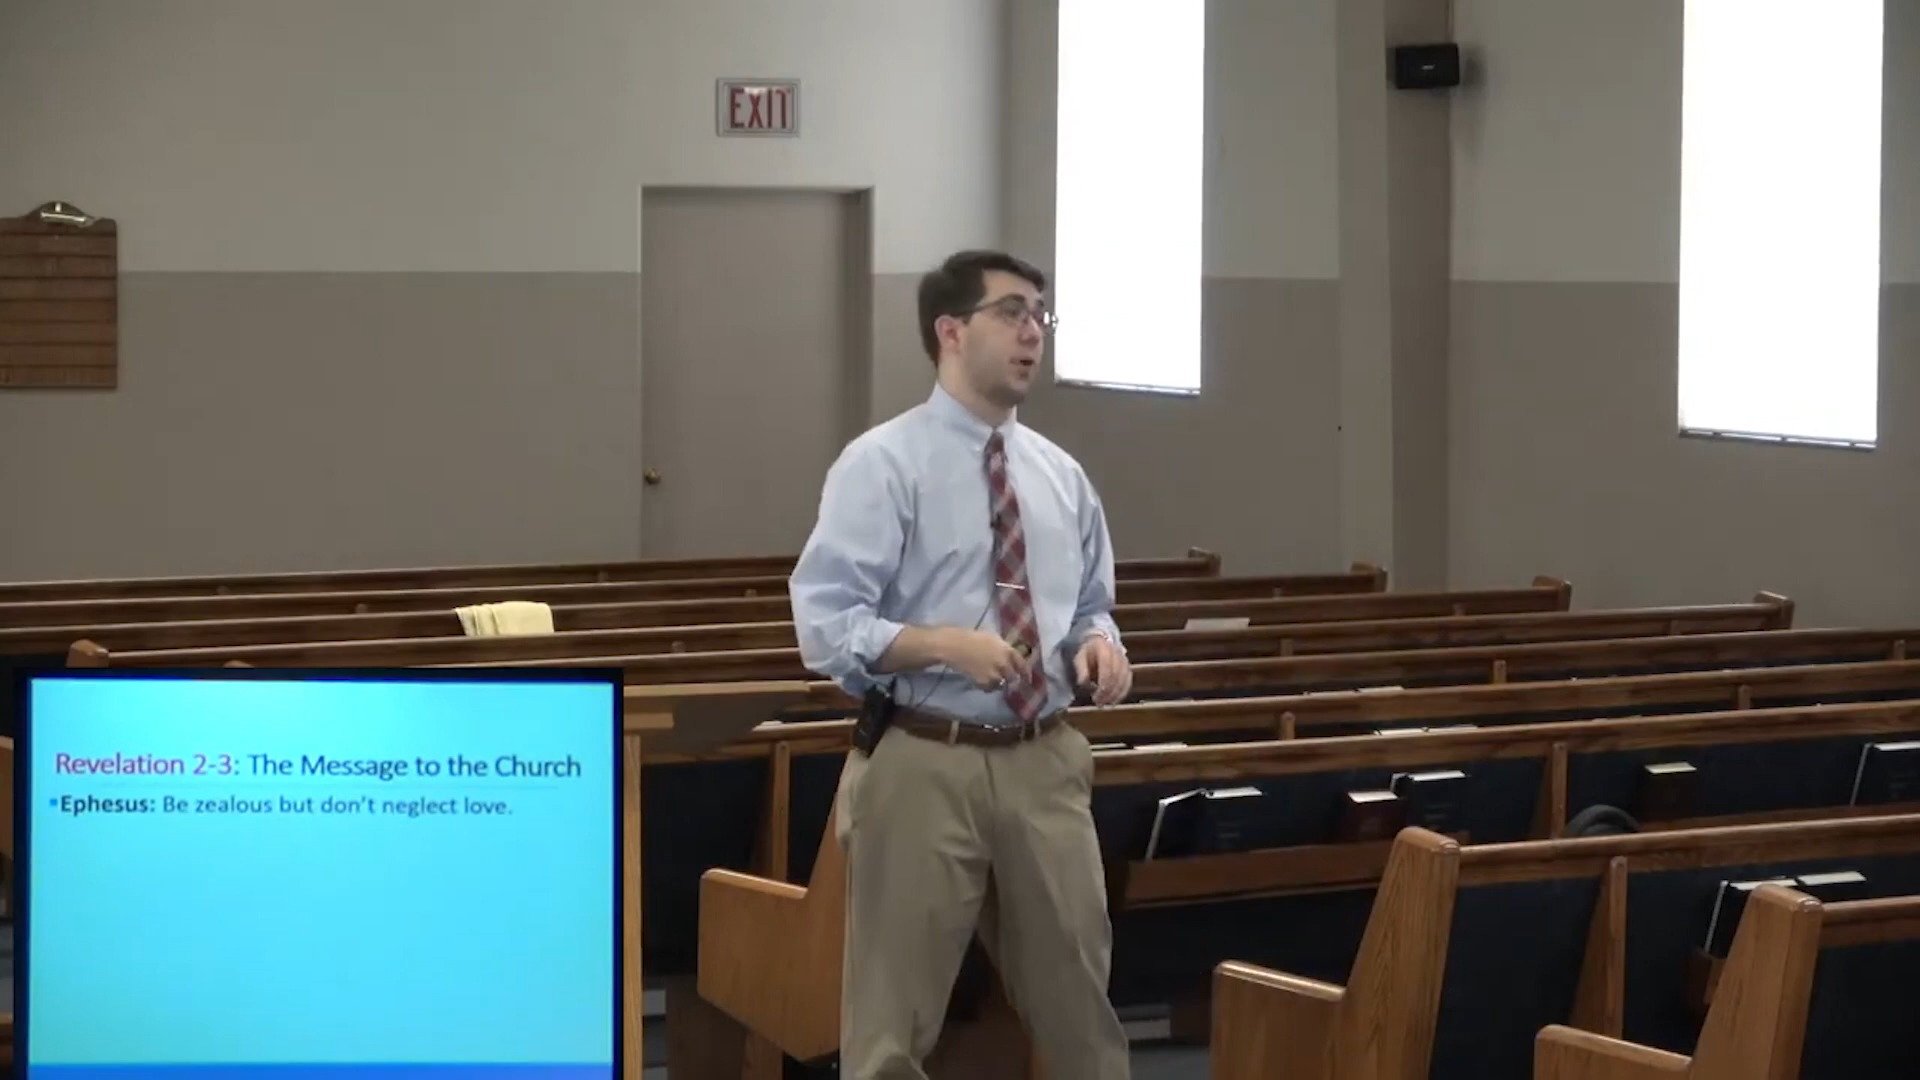 EXIT
Revelation 2-3: The Message to the Church
▪Ephesus: Be zealous but don't neglect love.